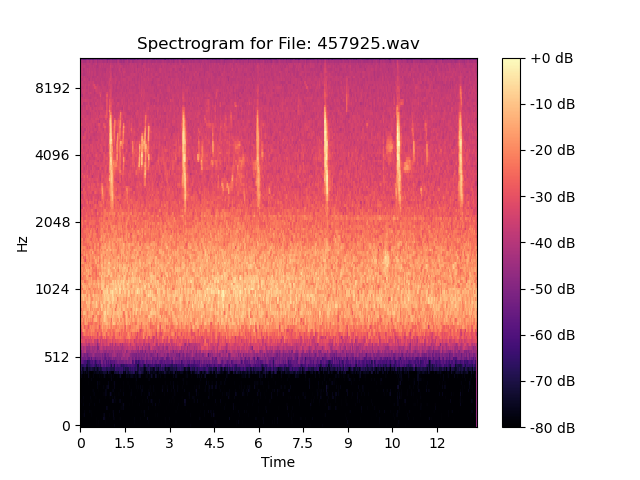 Spectrogram for File: 457925.wav
8192
4096
2048
1024
512
0
Hz
0 1.5 3 4.5 6 7.5 9 10 12
Time
+0 dB
-10 dB
-20 dB
-30 dB
-40 dB
-50 dB
-60 dB
-70 dB
-80 dB